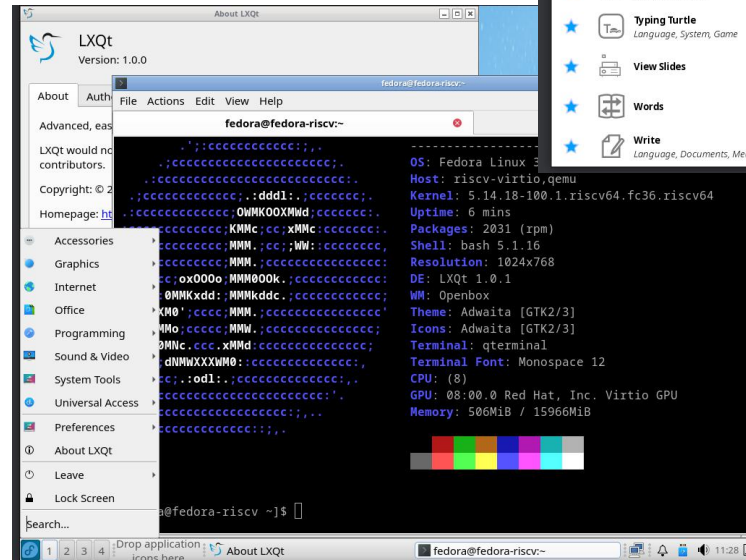 About LXQt
LXQt
Version: 1.0.0
About
Auth
Advanced, eas
LXQt would no
contributors.
Copyright: © 2
Homepage: ht
Typing Turtle
Language, System, Game
View Slides
Words
Write
Language, Documents, Me
fedora@fedora-riscv:~
File Actions Edit View Help
fedora@fedora-riscv:~
OS: Fedora Linux 3
Host: riscv-virtio,qemu
Kernel: 5.14.18-100.1.riscv64.fc36.riscv64
Uptime: 6 mins
Packages: 2031 (rpm)
Shell: bash 5.1.16
Resolution: 1024x768
DE: LXQt 1.0.1
WM: Openbox
Theme: Adwaita [GTK2/3]
Icons: Adwaita [GTK2/3]
Terminal: qterminal
Terminal Font: Monospace 12
CPU: (8)
GPU: 08:00.0 Red Hat, Inc. Virtio GPU
Memory: 506MiB / 15966MiB
a@fedora-riscv ~]$
Accessories
Graphics
Internet
Office
Programming
Sound & Video
System Tools
Universal Access
Preferences
About LXQt
Leave
Lock Screen
Search...
1 2 3 4
Drop application
icons here
About LXQt
fedora@fedora-riscv:~
11:28